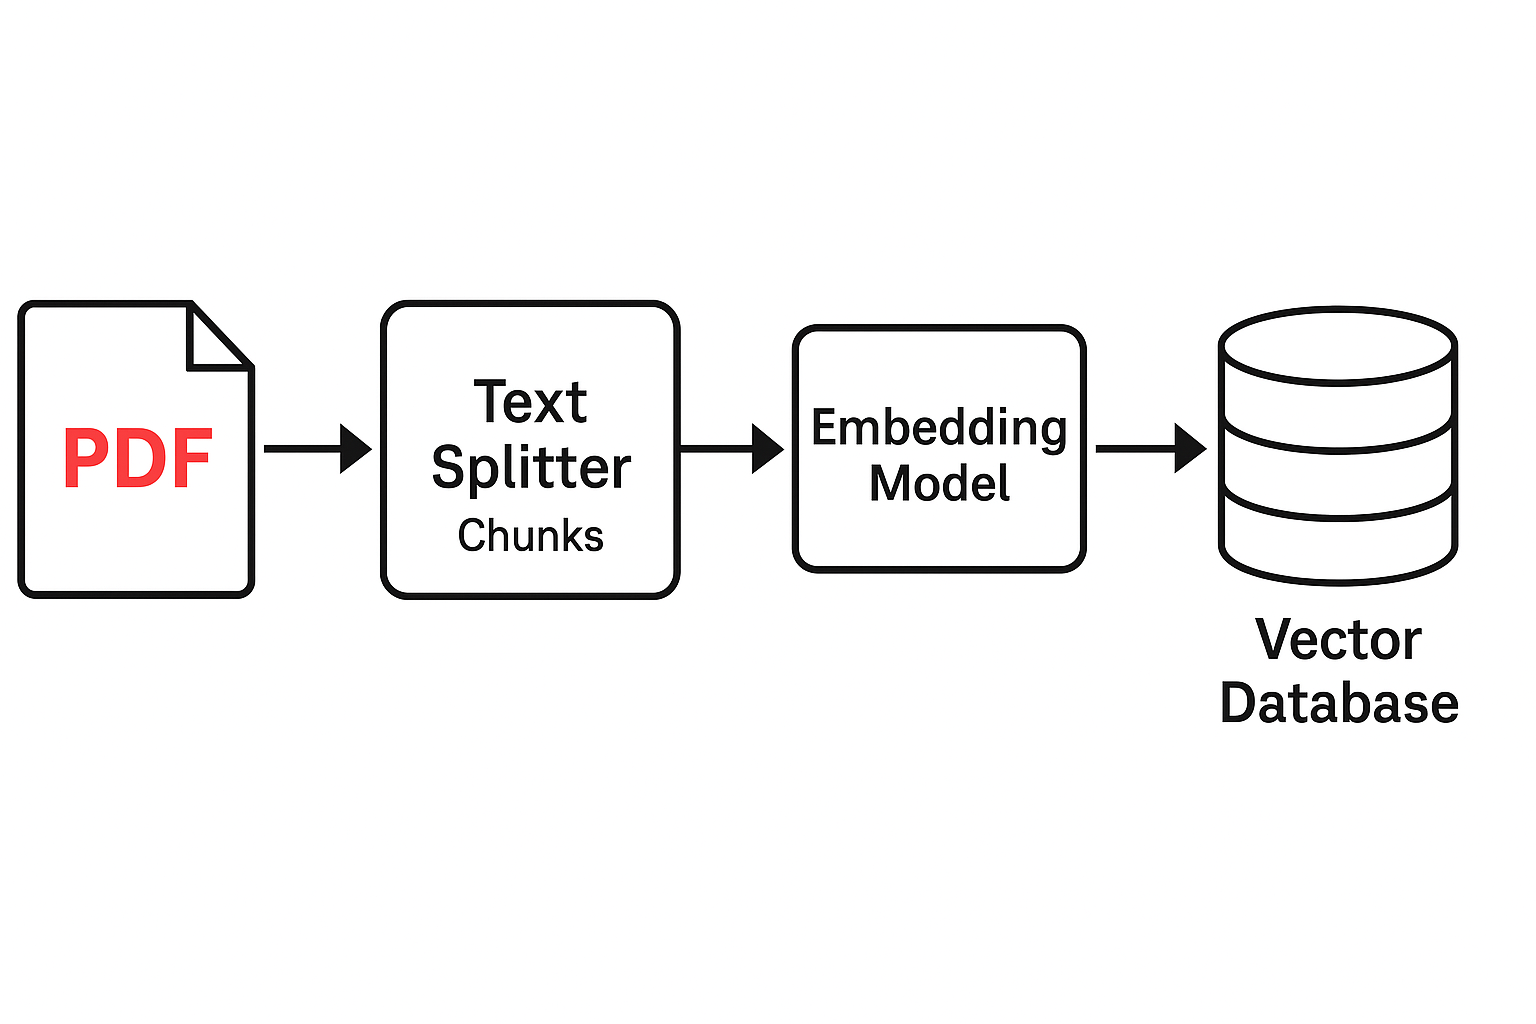 PDF
Text
Splitter
Chunks
Embedding
Model
Vector
Database